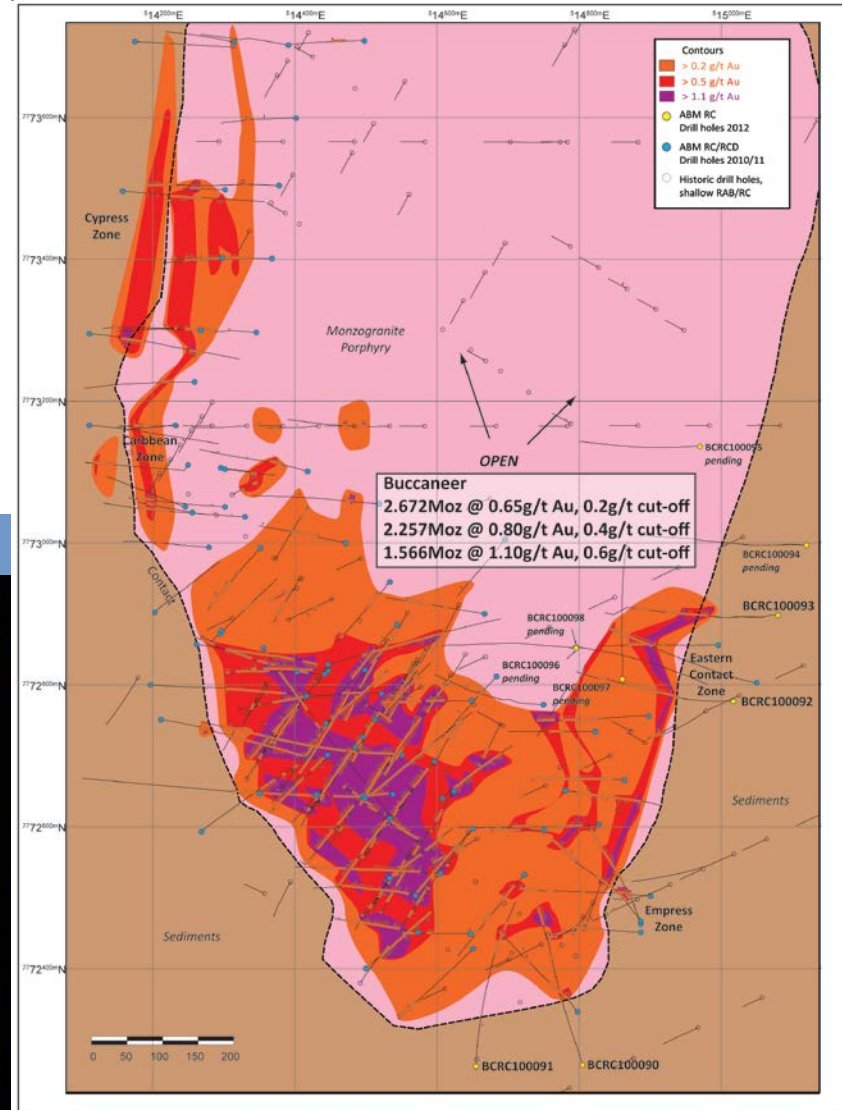 514200E
514400E
514600E
514800E
515000E
Contours
> 0.2 g/t Au
> 0.5 g/t Au
> 1.1 g/t Au
ABM RC
Drill holes 2012
ABM RC/RCD
Drill holes 2010/11
Historic drill holes,
shallow RAB/RC
7773600mN
Cypress
Zone
7773400mN
Monzogranite
Porphyry
7773200mN
Caribbean
Zone
OPEN
BCRC100095
pending
Buccaneer
2.672Moz @ 0.65g/t Au, 0.2g/t cut-off
2.257Moz @ 0.80g/t Au, 0.4g/t cut-off
1.566Moz @ 1.10g/t Au, 0.6g/t cut-off
7773000mN
BCRC100094
pending
Contact
BCRC100093
BCRC100098
pending
Eastern
Contact
Zone
BCRC100096
pending
BCRC100097
pending
7772800mN
BCRC100092
Sediments
7772600mN
Empress
Zone
Sediments
7772400mN
0 50 100 150 200
BCRC100091
BCRC100090